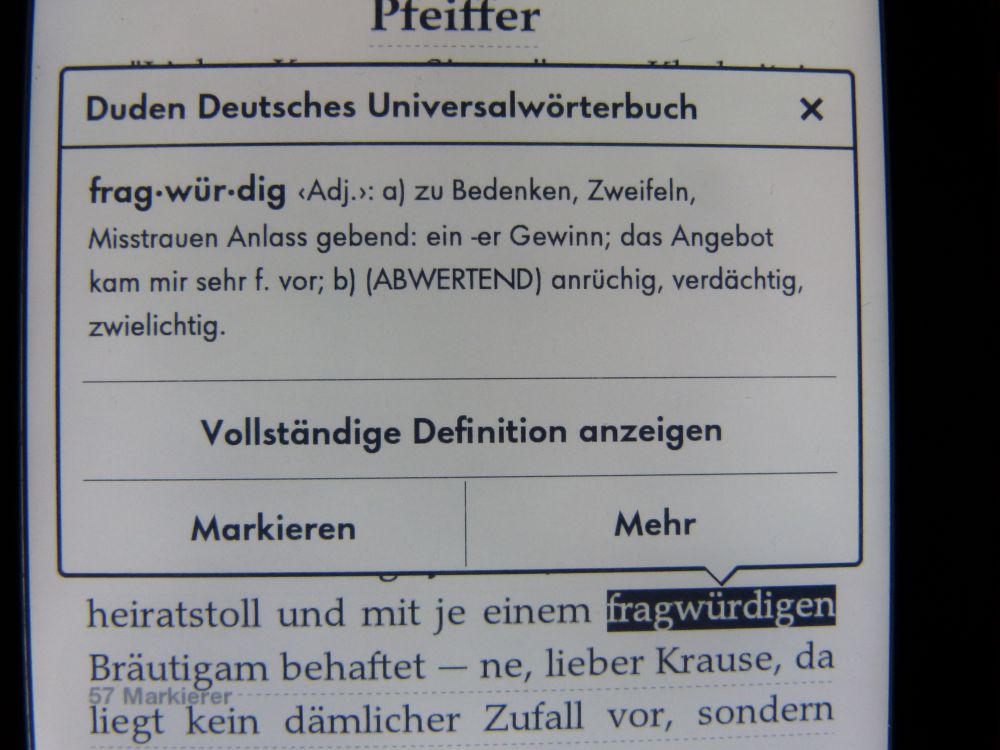 Pfeiffer
Duden Deutsches Universalwörterbuch ×
frag·wür·dig ‹Adj.›: a) zu Bedenken, Zweifeln,
Misstrauen Anlass gebend: ein -er Gewinn; das Angebot
kam mir sehr f. vor; b) (ABWERTEND) anrüchig, verdächtig,
zwielichtig.
Vollständige Definition anzeigen
Markieren Mehr
heiratstoll und mit je einem fragwürdigen
Bräutigam behaftet — ne, lieber Krause, da
57 Markierer
liegt kein dämlicher Zufall vor, sondern